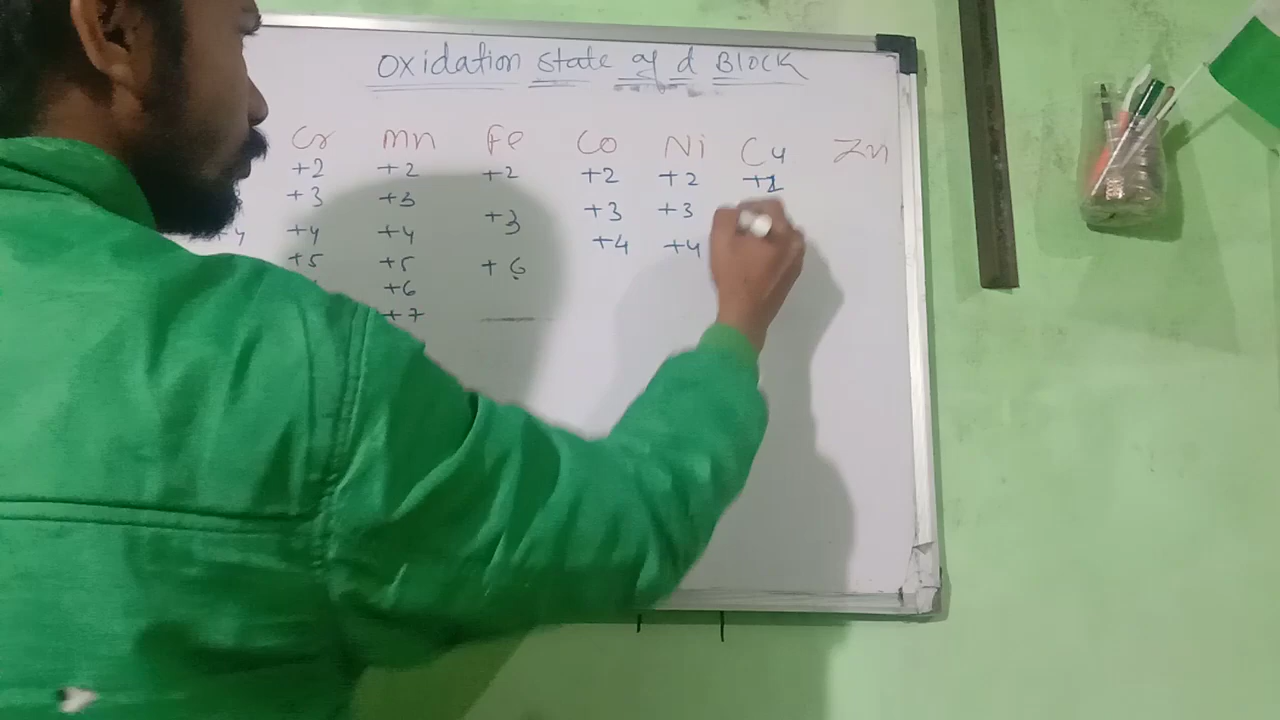 Oxidation state of d BLOCK
Cr Mn Fe Co Ni Cu Zn
+2 +2 +2 +2 +2 +1
+3 +3 +3 +3 +3
+4 +4 +4 +4 +4
+5 +5 +6
+6
+7